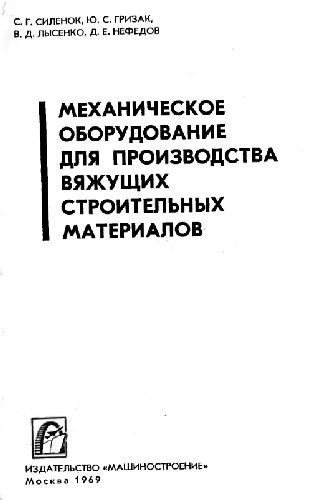 С. Г. СИЛЕНОК, Ю. С. ГРИЗАК,
В. Д. ЛЫСЕНКО, Д. Е. НЕФЕДОВ
МЕХАНИЧЕСКОЕ
ОБОРУДОВАНИЕ
ДЛЯ ПРОИЗВОДСТВА
ВЯЖУЩИХ
СТРОИТЕЛЬНЫХ
МАТЕРИАЛОВ
ИЗДАТЕЛЬСТВО «МАШИНОСТРОЕНИЕ»
Москва 1969